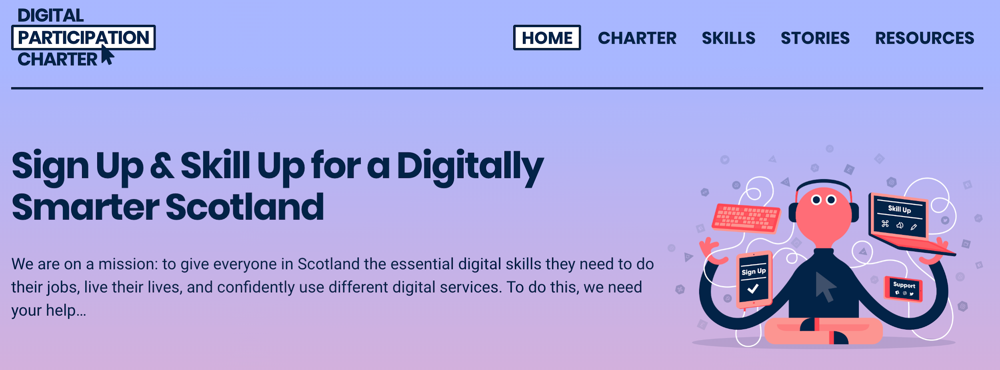 DIGITAL
PARTICIPATION
CHARTER
HOME CHARTER SKILLS STORIES RESOURCES
Sign Up & Skill Up for a Digitally
Smarter Scotland
We are on a mission: to give everyone in Scotland the essential digital skills they need to do
their jobs, live their lives, and confidently use different digital services. To do this, we need
your help...
Skill Up
Sign Up
Support